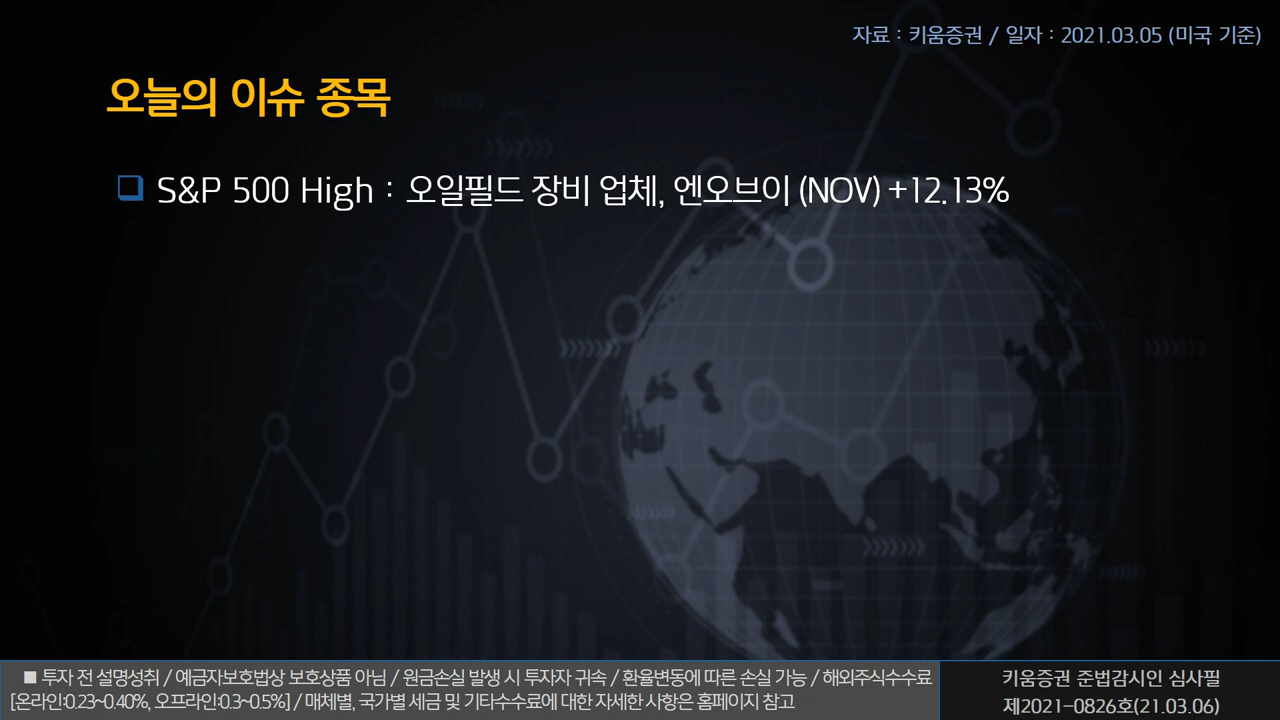 자료 : 키움증권 / 일자 : 2021.03.05 (미국 기준)
오늘의 이슈 종목
❑ S&P 500 High : 오일필드 장비 업체, 엔오브이 (NOV) +12.13%
■ 투자 전 설명성취 / 예금자보호법상 보호상품 아님 / 원금손실 발생 시 투자자 귀속 / 환율변동에 따른 손실 가능 / 해외주식수수료
[온라인:0.23~0.40%, 오프라인:0.3~0.5%] / 매체별, 국가별 세금 및 기타수수료에 대한 자세한 사항은 홈페이지 참고
키움증권 준법감시인 심사필
제2021-0826호(21.03.06)